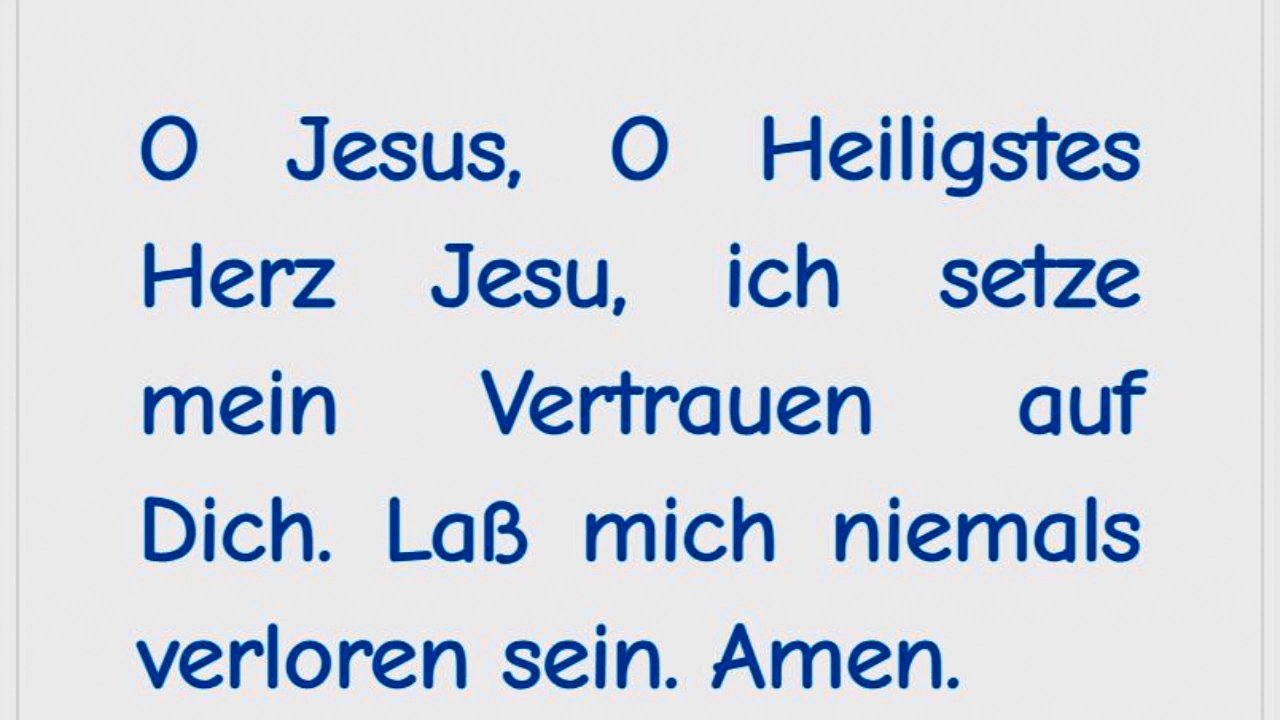 O Jesus, O Heiligstes
Herz Jesu, ich setze
mein Vertrauen auf
Dich. Laß mich niemals
verloren sein. Amen.